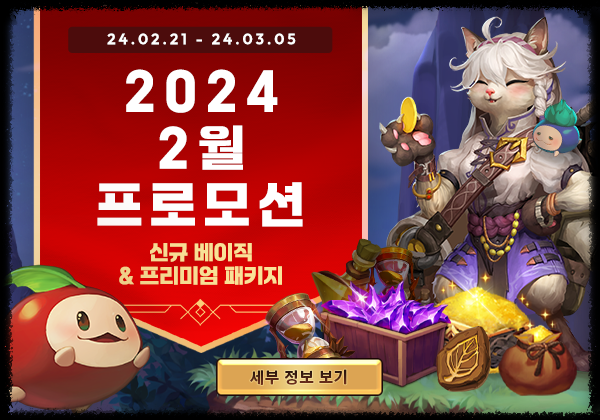 24.02.21 - 24.03.05
2024
2월
프로모션
신규 베이직
& 프리미엄 패키지
세부 정보 보기